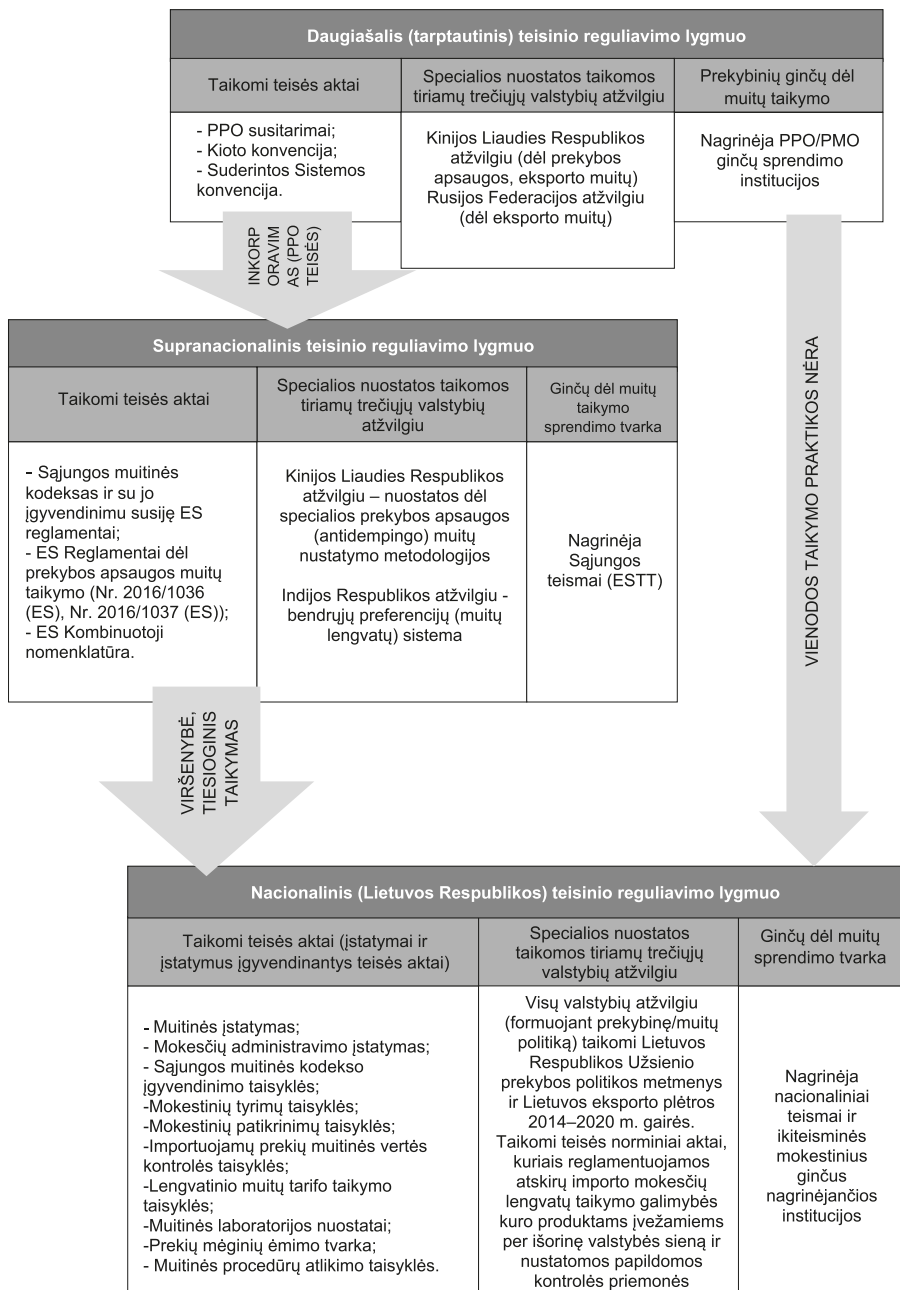 Daugiašalis (tarptautinis) teisinio reguliavimo lygmuo
Taikomi teisės aktai
Specialios nuostatos taikomos
tiriamų trečiųjų valstybių atžvilgiu
Prekybinių ginčų dėl
muitų taikymo
- PPO susitarimai;
- Kioto konvencija;
- Suderintos Sistemos
konvencija.
Kinijos Liaudies Respublikos
atžvilgiu (dėl prekybos
apsaugos, eksporto muitų)
Rusijos Federacijos atžvilgiu
(dėl eksporto muitų)
Nagrinėja PPO/PMO
ginčų sprendimo
institucijos
INKORP
ORAVIM
AS (PPO
TEISĖS)
Supranacionalinis teisinio reguliavimo lygmuo
Taikomi teisės aktai
Specialios nuostatos taikomos
tiriamų trečiųjų valstybių
atžvilgiu
Ginčų dėl muitų
taikymo
sprendimo tvarka
- Sąjungos muitinės
kodeksas ir su jo
įgyvendinimu susiję ES
reglamentai;
- ES Reglamentai dėl
prekybos apsaugos muitų
taikymo (Nr. 2016/1036
(ES), Nr. 2016/1037 (ES));
- ES Kombinuotoji
nomenklatūra.
Kinijos Liaudies Respublikos
atžvilgiu – nuostatos dėl
specialios prekybos apsaugos
(antidempingo) muitų
nustatymo metodologijos
Indijos Respublikos atžvilgiu -
bendrųjų preferencijų (muitų
lengvatų) sistema
Nagrinėja
Sąjungos
teismai (ESTT)
VIENODOS TAIKYMO PRAKTIKOS NĖRA
VIRŠENYBĖ,
TIESIOGINIS
TAIKYMAS
Nacionalinis (Lietuvos Respublikos) teisinio reguliavimo lygmuo
Taikomi teisės aktai (įstatymai ir
įstatymus įgyvendinantys teisės aktai)
Specialios nuostatos
taikomos tiriamų trečiųjų
valstybių atžvilgiu
Ginčų dėl muitų
sprendimo tvarka
- Muitinės įstatymas;
- Mokesčių administravimo įstatymas;
- Sąjungos muitinės kodekso
įgyvendinimo taisyklės;
-Mokestinių tyrimų taisyklės;
-Mokestinių patikrinimų taisyklės;
-Importuojamų prekių muitinės vertės
kontrolės taisyklės;
-Lengvatinio muitų tarifo taikymo
taisyklės;
-Muitinės laboratorijos nuostatai;
-Prekių mėginių ėmimo tvarka;
- Muitinės procedūrų atlikimo taisyklės.
Visų valstybių atžvilgiu
(formuojant prekybinę/muitų
politiką) taikomi Lietuvos
Respublikos Užsienio
prekybos politikos metmenys
ir Lietuvos eksporto plėtros
2014–2020 m. gairės.
Taikomi teisės norminiai aktai,
kuriais reglamentuojamos
atskirų importo mokesčių
lengvatų taikymo galimybės
kuro produktams įvežamiems
per išorinę valstybės sieną ir
nustatomos papildomos
kontrolės priemonės
Nagrinėja
nacionaliniai
teismai ir
ikiteisminės
mokestinius
ginčus
nagrinėjančios
institucijos